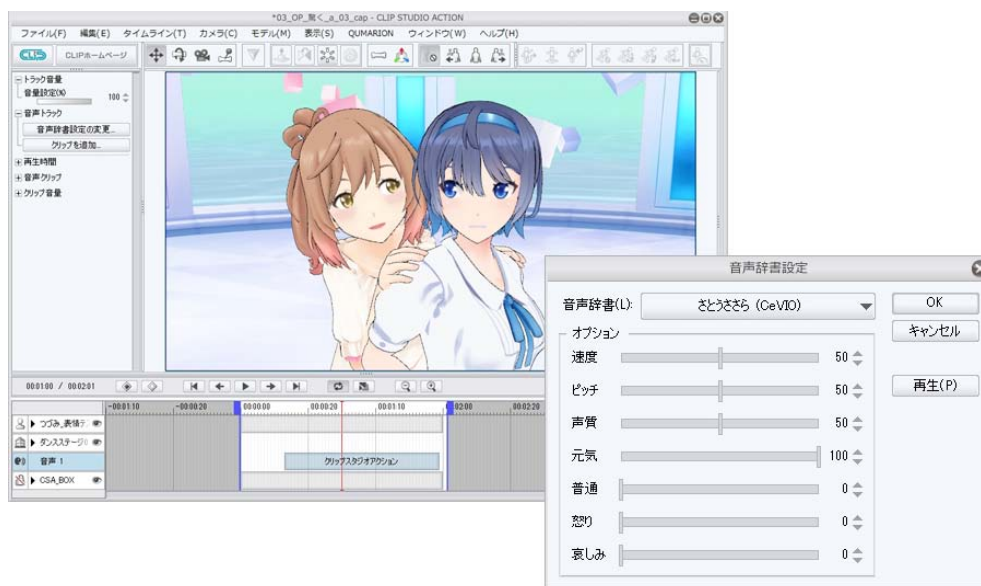 *03_OP_驚く_a_03_cap - CLIP STUDIO ACTION
ファイル(F) 編集(E) タイムライン(T) カメラ(C) モデル(M) 表示(S) QUMARION ウィンドウ(W) ヘルプ(H)
CLIP CLIPホームページ
トラック音量
音量設定(%) 100
音声トラック
音声辞書設定の変更...
クリップを追加...
再生時間
音声クリップ
クリップ音量
00:01:00 / 00:02:01
-00:01:10 -00:00:20 00:00:00 00:00:20 00:01:10 02:00 00:02:20
つづみ_表情
ダンスステージ
音声 1 クリップスタジオアクション
CSA_BOX
音声辞書設定
音声辞書(L): さとうささら (CeVIO) OK
キャンセル
オプション
速度 50
ピッチ 50 再生(P)
声質 50
元気 100
普通 0
怒り 0
哀しみ 0